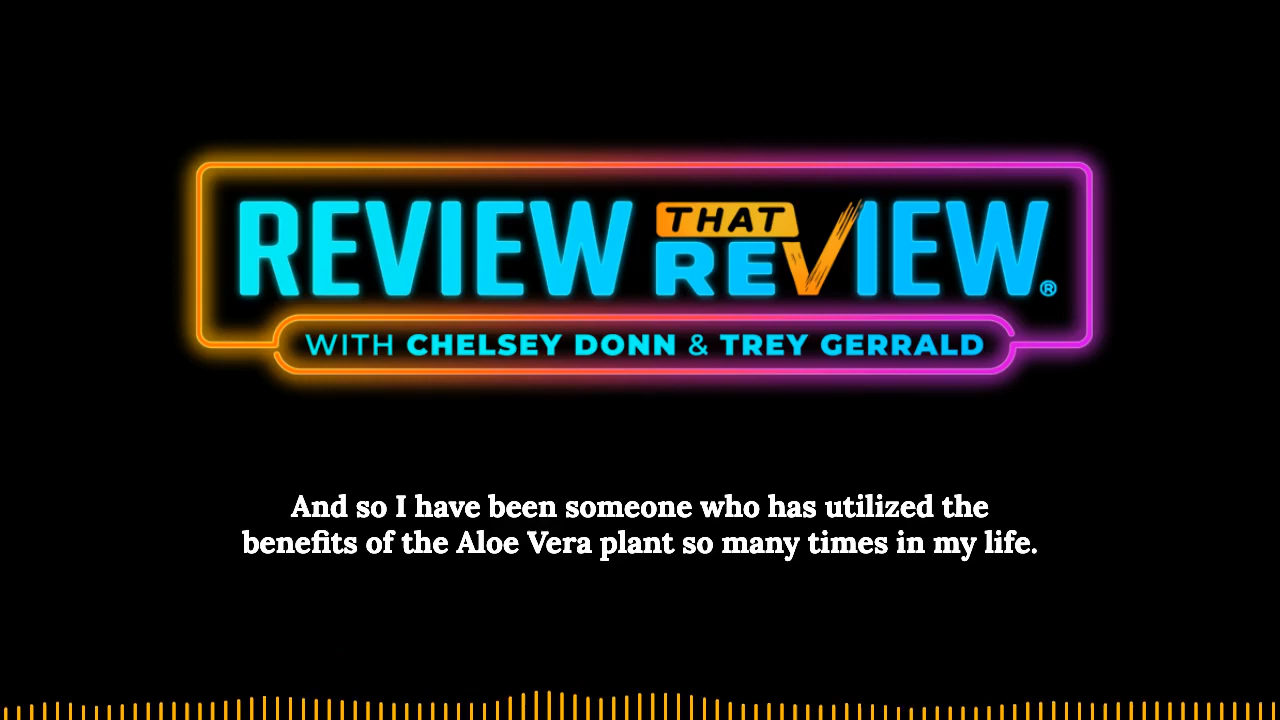 REVIEW THAT REVIEW®
WITH CHELSEY DONN & TREY GERRALD
And so I have been someone who has utilized the
benefits of the Aloe Vera plant so many times in my life.